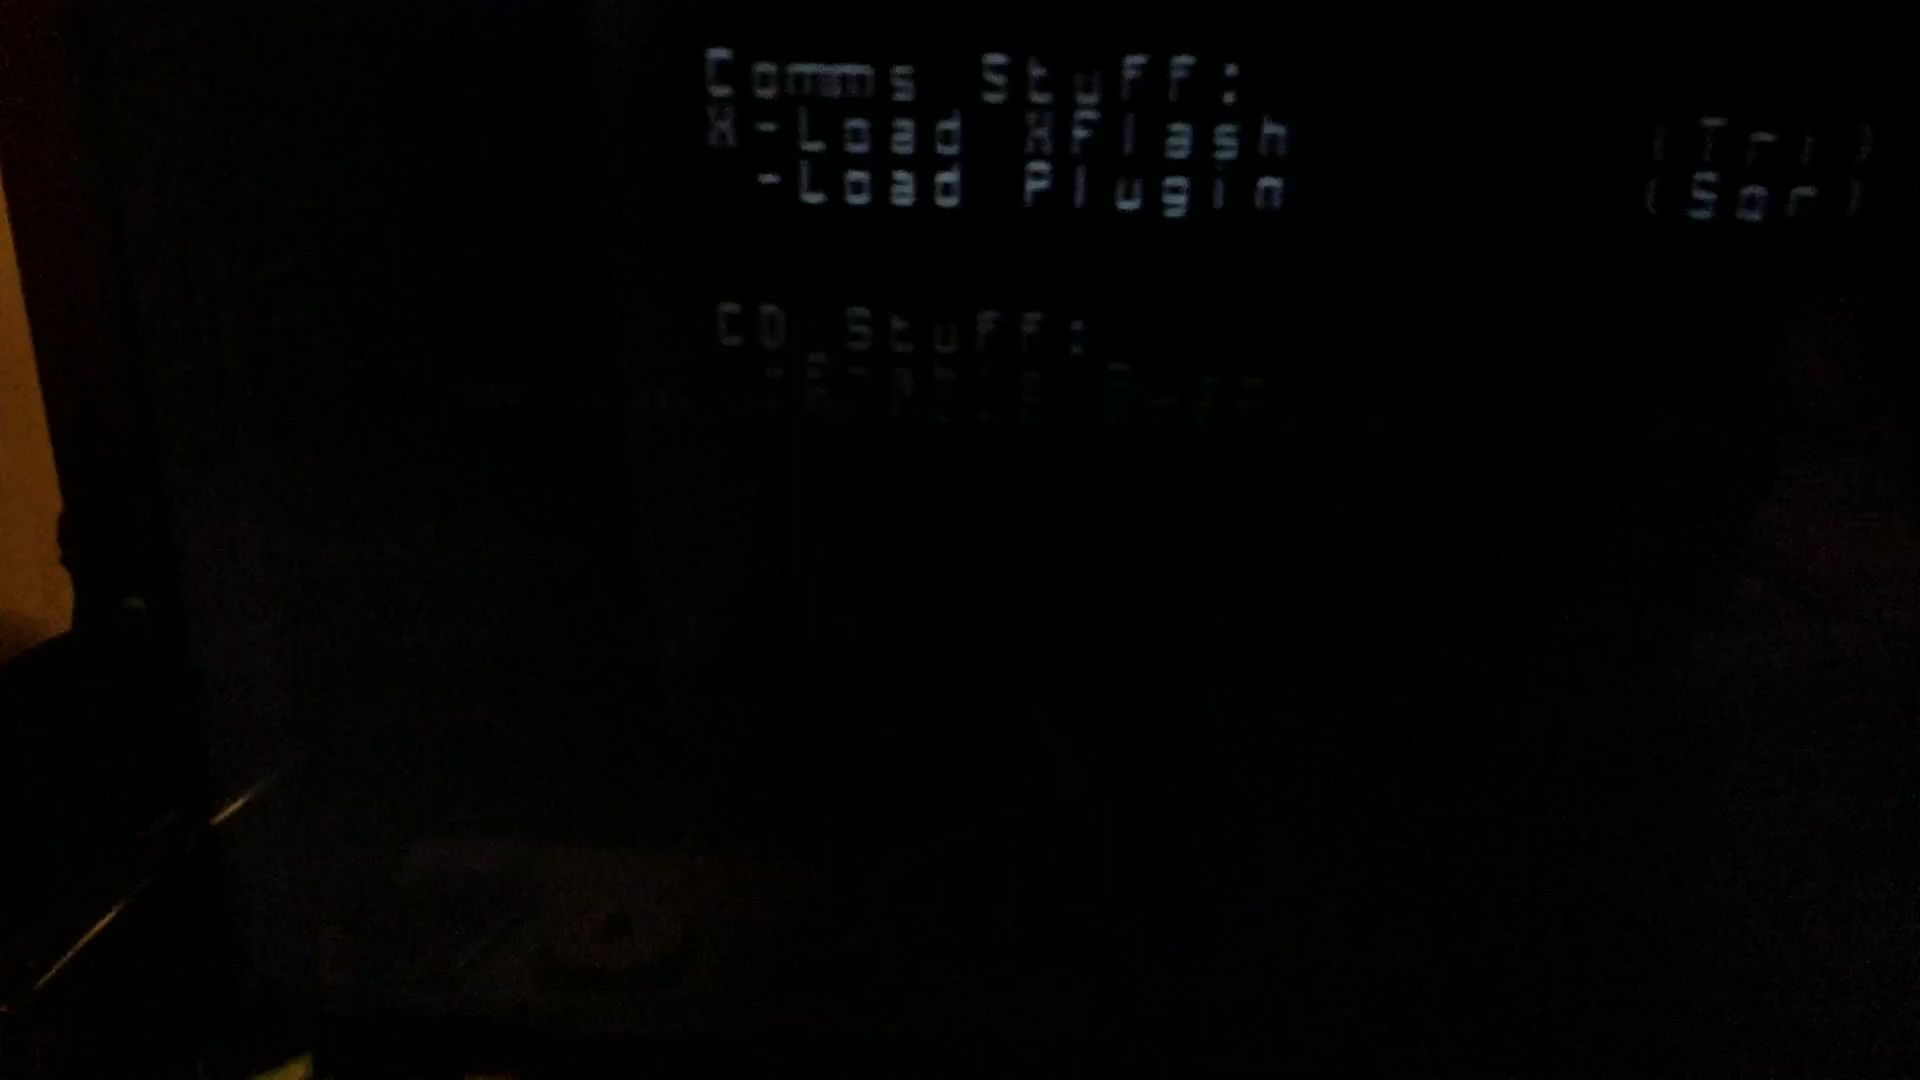 Comms Stuff:
X-Load XFlash (Tri)
-Load Plugin (Sqr)
CD Stuff: